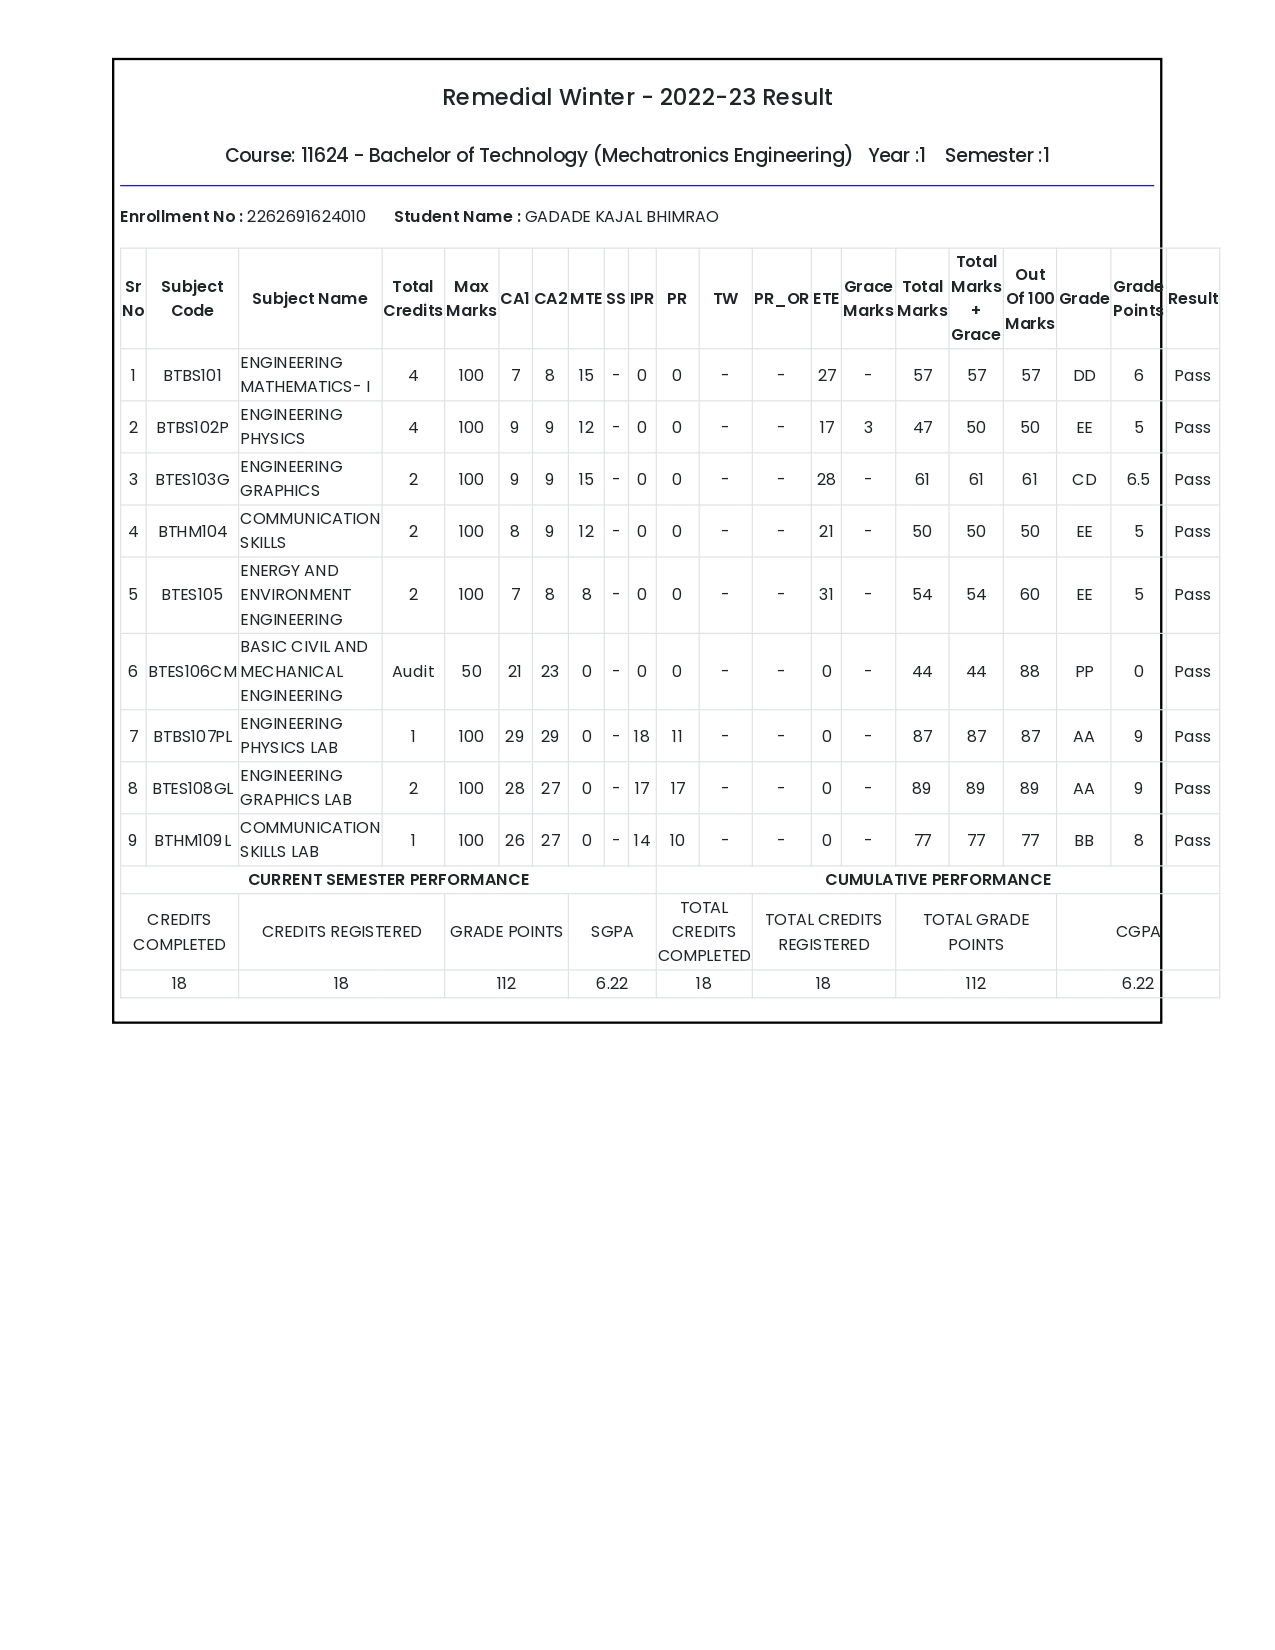 Remedial Winter - 2022-23 Result
Course: 11624 - Bachelor of Technology (Mechatronics Engineering) Year :1 Semester :1
Enrollment No : 2262691624010 Student Name : GADADE KAJAL BHIMRAO
Sr No Subject Code Subject Name Total Credits Max Marks CA1 CA2 MTE SS IPR PR TW PR_OR ETE Grace Marks Total Marks Total Marks + Grace Out Of 100 Marks Grade Grade Points Result
1 BTBS101 ENGINEERING MATHEMATICS- I 4 100 7 8 15 - 0 0 - - 27 - 57 57 57 DD 6 Pass
2 BTBS102P ENGINEERING PHYSICS 4 100 9 9 12 - 0 0 - - 17 3 47 50 50 EE 5 Pass
3 BTES103G ENGINEERING GRAPHICS 2 100 9 9 15 - 0 0 - - 28 - 61 61 61 CD 6.5 Pass
4 BTHM104 COMMUNICATION SKILLS 2 100 8 9 12 - 0 0 - - 21 - 50 50 50 EE 5 Pass
5 BTES105 ENERGY AND ENVIRONMENT ENGINEERING 2 100 7 8 8 - 0 0 - - 31 - 54 54 60 EE 5 Pass
6 BTES106CM BASIC CIVIL AND MECHANICAL ENGINEERING Audit 50 21 23 0 - 0 0 - - 0 - 44 44 88 PP 0 Pass
7 BTBS107PL ENGINEERING PHYSICS LAB 1 100 29 29 0 - 18 11 - - 0 - 87 87 87 AA 9 Pass
8 BTES108GL ENGINEERING GRAPHICS LAB 2 100 28 27 0 - 17 17 - - 0 - 89 89 89 AA 9 Pass
9 BTHM109L COMMUNICATION SKILLS LAB 1 100 26 27 0 - 14 10 - - 0 - 77 77 77 BB 8 Pass
CURRENT SEMESTER PERFORMANCE CUMULATIVE PERFORMANCE
CREDITS COMPLETED CREDITS REGISTERED GRADE POINTS SGPA TOTAL CREDITS COMPLETED TOTAL CREDITS REGISTERED TOTAL GRADE POINTS CGPA
18 18 112 6.22 18 18 112 6.22